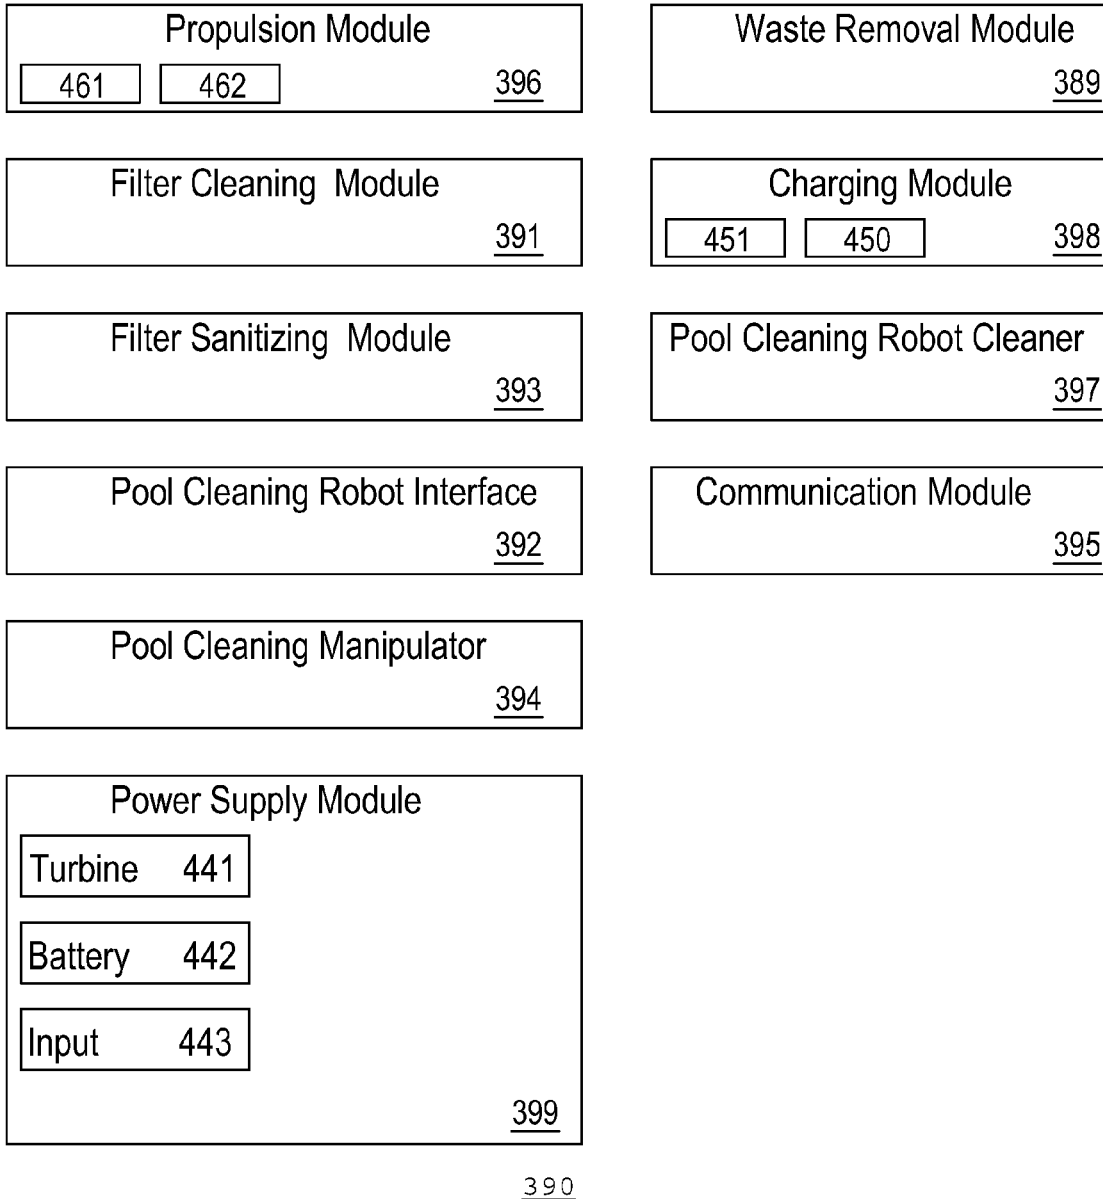 Propulsion Module
461 462 396
Filter Cleaning Module
391
Filter Sanitizing Module
393
Pool Cleaning Robot Interface
392
Pool Cleaning Manipulator
394
Power Supply Module
Turbine 441
Battery 442
Input 443
399
Waste Removal Module
389
Charging Module
451 450 398
Pool Cleaning Robot Cleaner
397
Communication Module
395
390